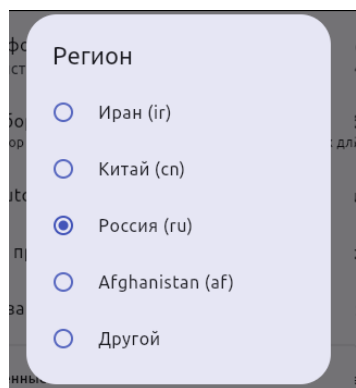 Регион
Иран (ir)
Китай (cn)
Россия (ru)
Afghanistan (af)
Другой